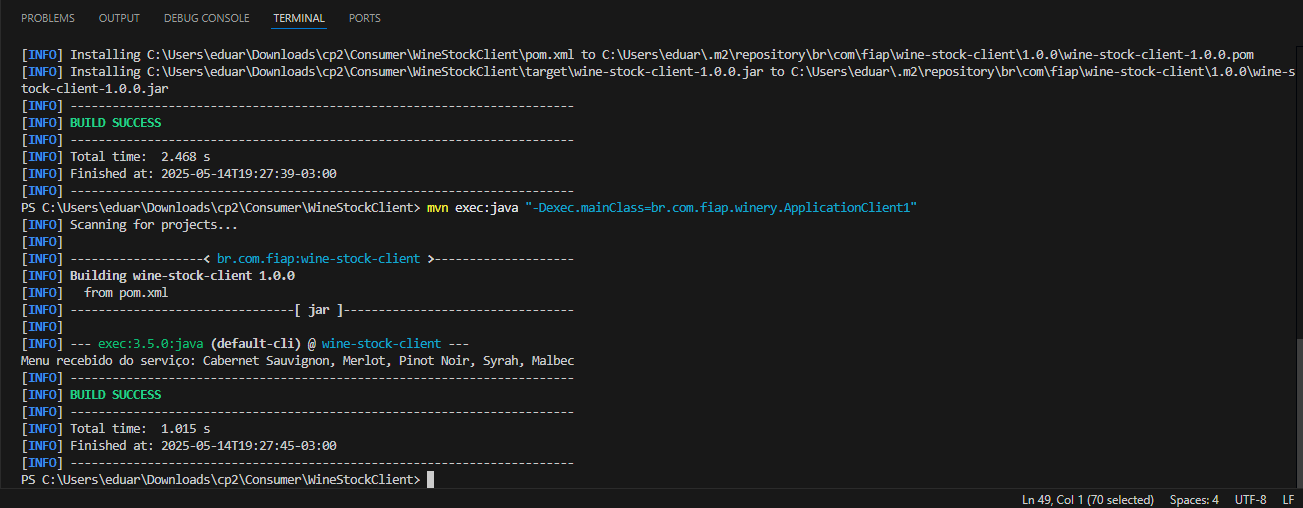 PROBLEMS OUTPUT DEBUG CONSOLE TERMINAL PORTS
[INFO] Installing C:\Users\eduar\Downloads\cp2\Consumer\WineStockClient\pom.xml to C:\Users\eduar\.m2\repository\br\com\fiap\wine-stock-client\1.0.0\wine-stock-client-1.0.0.pom
[INFO] Installing C:\Users\eduar\Downloads\cp2\Consumer\WineStockClient\target\wine-stock-client-1.0.0.jar to C:\Users\eduar\.m2\repository\br\com\fiap\wine-stock-client\1.0.0\wine-s
tock-client-1.0.0.jar
[INFO] ------------------------------------------------------------------------
[INFO] BUILD SUCCESS
[INFO] ------------------------------------------------------------------------
[INFO] Total time:  2.468 s
[INFO] Finished at: 2025-05-14T19:27:39-03:00
[INFO] ------------------------------------------------------------------------
PS C:\Users\eduar\Downloads\cp2\Consumer\WineStockClient> mvn exec:java "-Dexec.mainClass=br.com.fiap.winery.ApplicationClient1"
[INFO] Scanning for projects...
[INFO]
[INFO] -------------------< br.com.fiap:wine-stock-client >--------------------
[INFO] Building wine-stock-client 1.0.0
[INFO]   from pom.xml
[INFO] --------------------------------[ jar ]---------------------------------
[INFO]
[INFO] --- exec:3.5.0:java (default-cli) @ wine-stock-client ---
Menu recebido do serviço: Cabernet Sauvignon, Merlot, Pinot Noir, Syrah, Malbec
[INFO] ------------------------------------------------------------------------
[INFO] BUILD SUCCESS
[INFO] ------------------------------------------------------------------------
[INFO] Total time:  1.015 s
[INFO] Finished at: 2025-05-14T19:27:45-03:00
[INFO] ------------------------------------------------------------------------
PS C:\Users\eduar\Downloads\cp2\Consumer\WineStockClient>
Ln 49, Col 1 (70 selected) Spaces: 4 UTF-8 LF